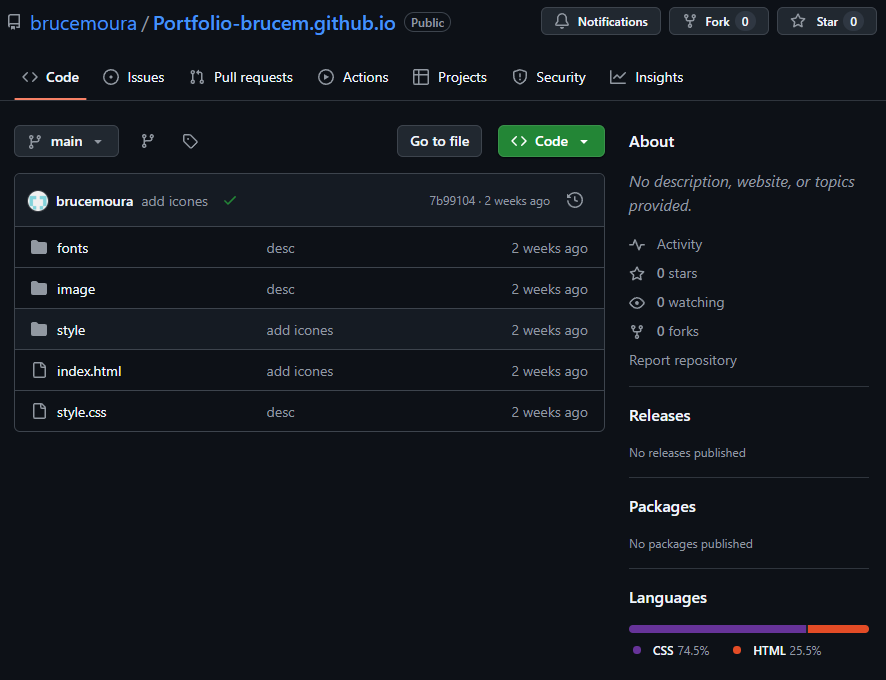 brucemoura / Portfolio-brucem.github.io Public Notifications Fork 0 Star 0
Code Issues Pull requests Actions Projects Security Insights
main Go to file Code
brucemoura add icones 7b99104 · 2 weeks ago
fonts desc 2 weeks ago
image desc 2 weeks ago
style add icones 2 weeks ago
index.html add icones 2 weeks ago
style.css desc 2 weeks ago
About
No description, website, or topics
provided.
Activity
0 stars
0 watching
0 forks
Report repository
Releases
No releases published
Packages
No packages published
Languages
CSS 74.5% HTML 25.5%